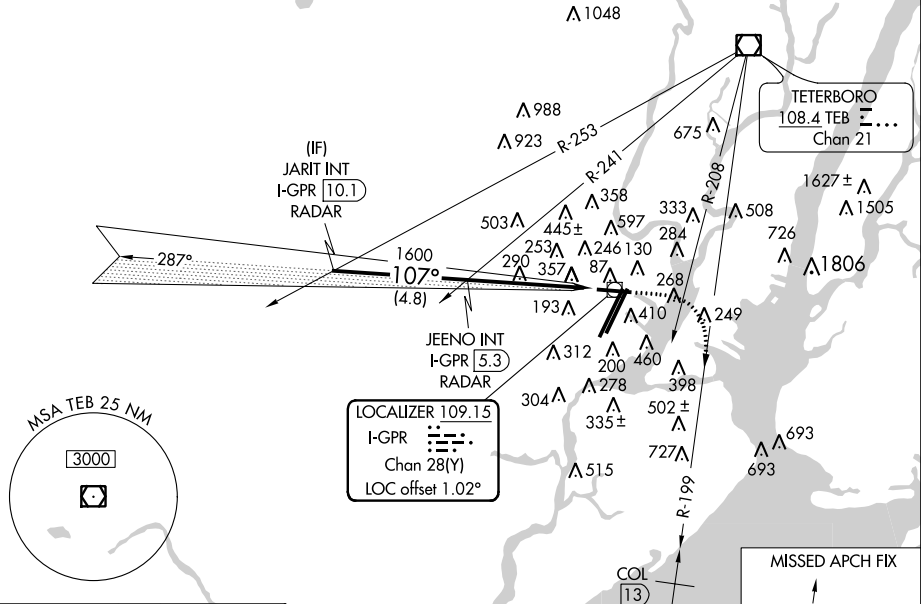 1048
TETERBORO
108.4 TEB
Chan 21
988
923
675
R-253
R-241
R-208
(IF)
JARIT INT
I-GPR 10.1
RADAR
1627 ±
1505
358
503
445±
597
333
508
253
246
130
284
726
1806
287°
1600
107°
(4.8)
290
357
87
268
193
410
249
JEENO INT
I-GPR 5.3
RADAR
312
200
460
398
304
278
335±
502 ±
727
693
693
515
LOCALIZER 109.15
I-GPR
Chan 28(Y)
LOC offset 1.02°
MSA TEB 25 NM
3000
R-199
COL
13
MISSED APCH FIX